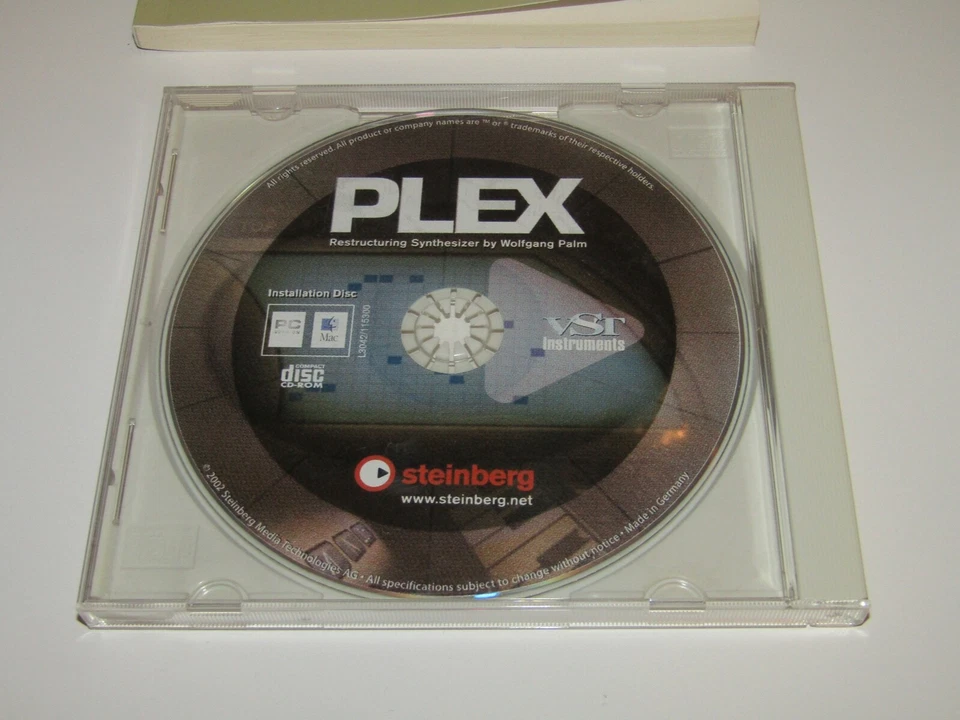 All rights reserved. All product or company names are ™ or ® trademarks of their respective holders.
PLEX
Restructuring Synthesizer by Wolfgang Palm
Installation Disc
PC
Mac
L3042/115300
VST
Instruments
COMPACT
disc
CD-ROM
steinberg
www.steinberg.net
© 2002 Steinberg Media Technologies AG • All specifications subject to change without notice • Made in Germany